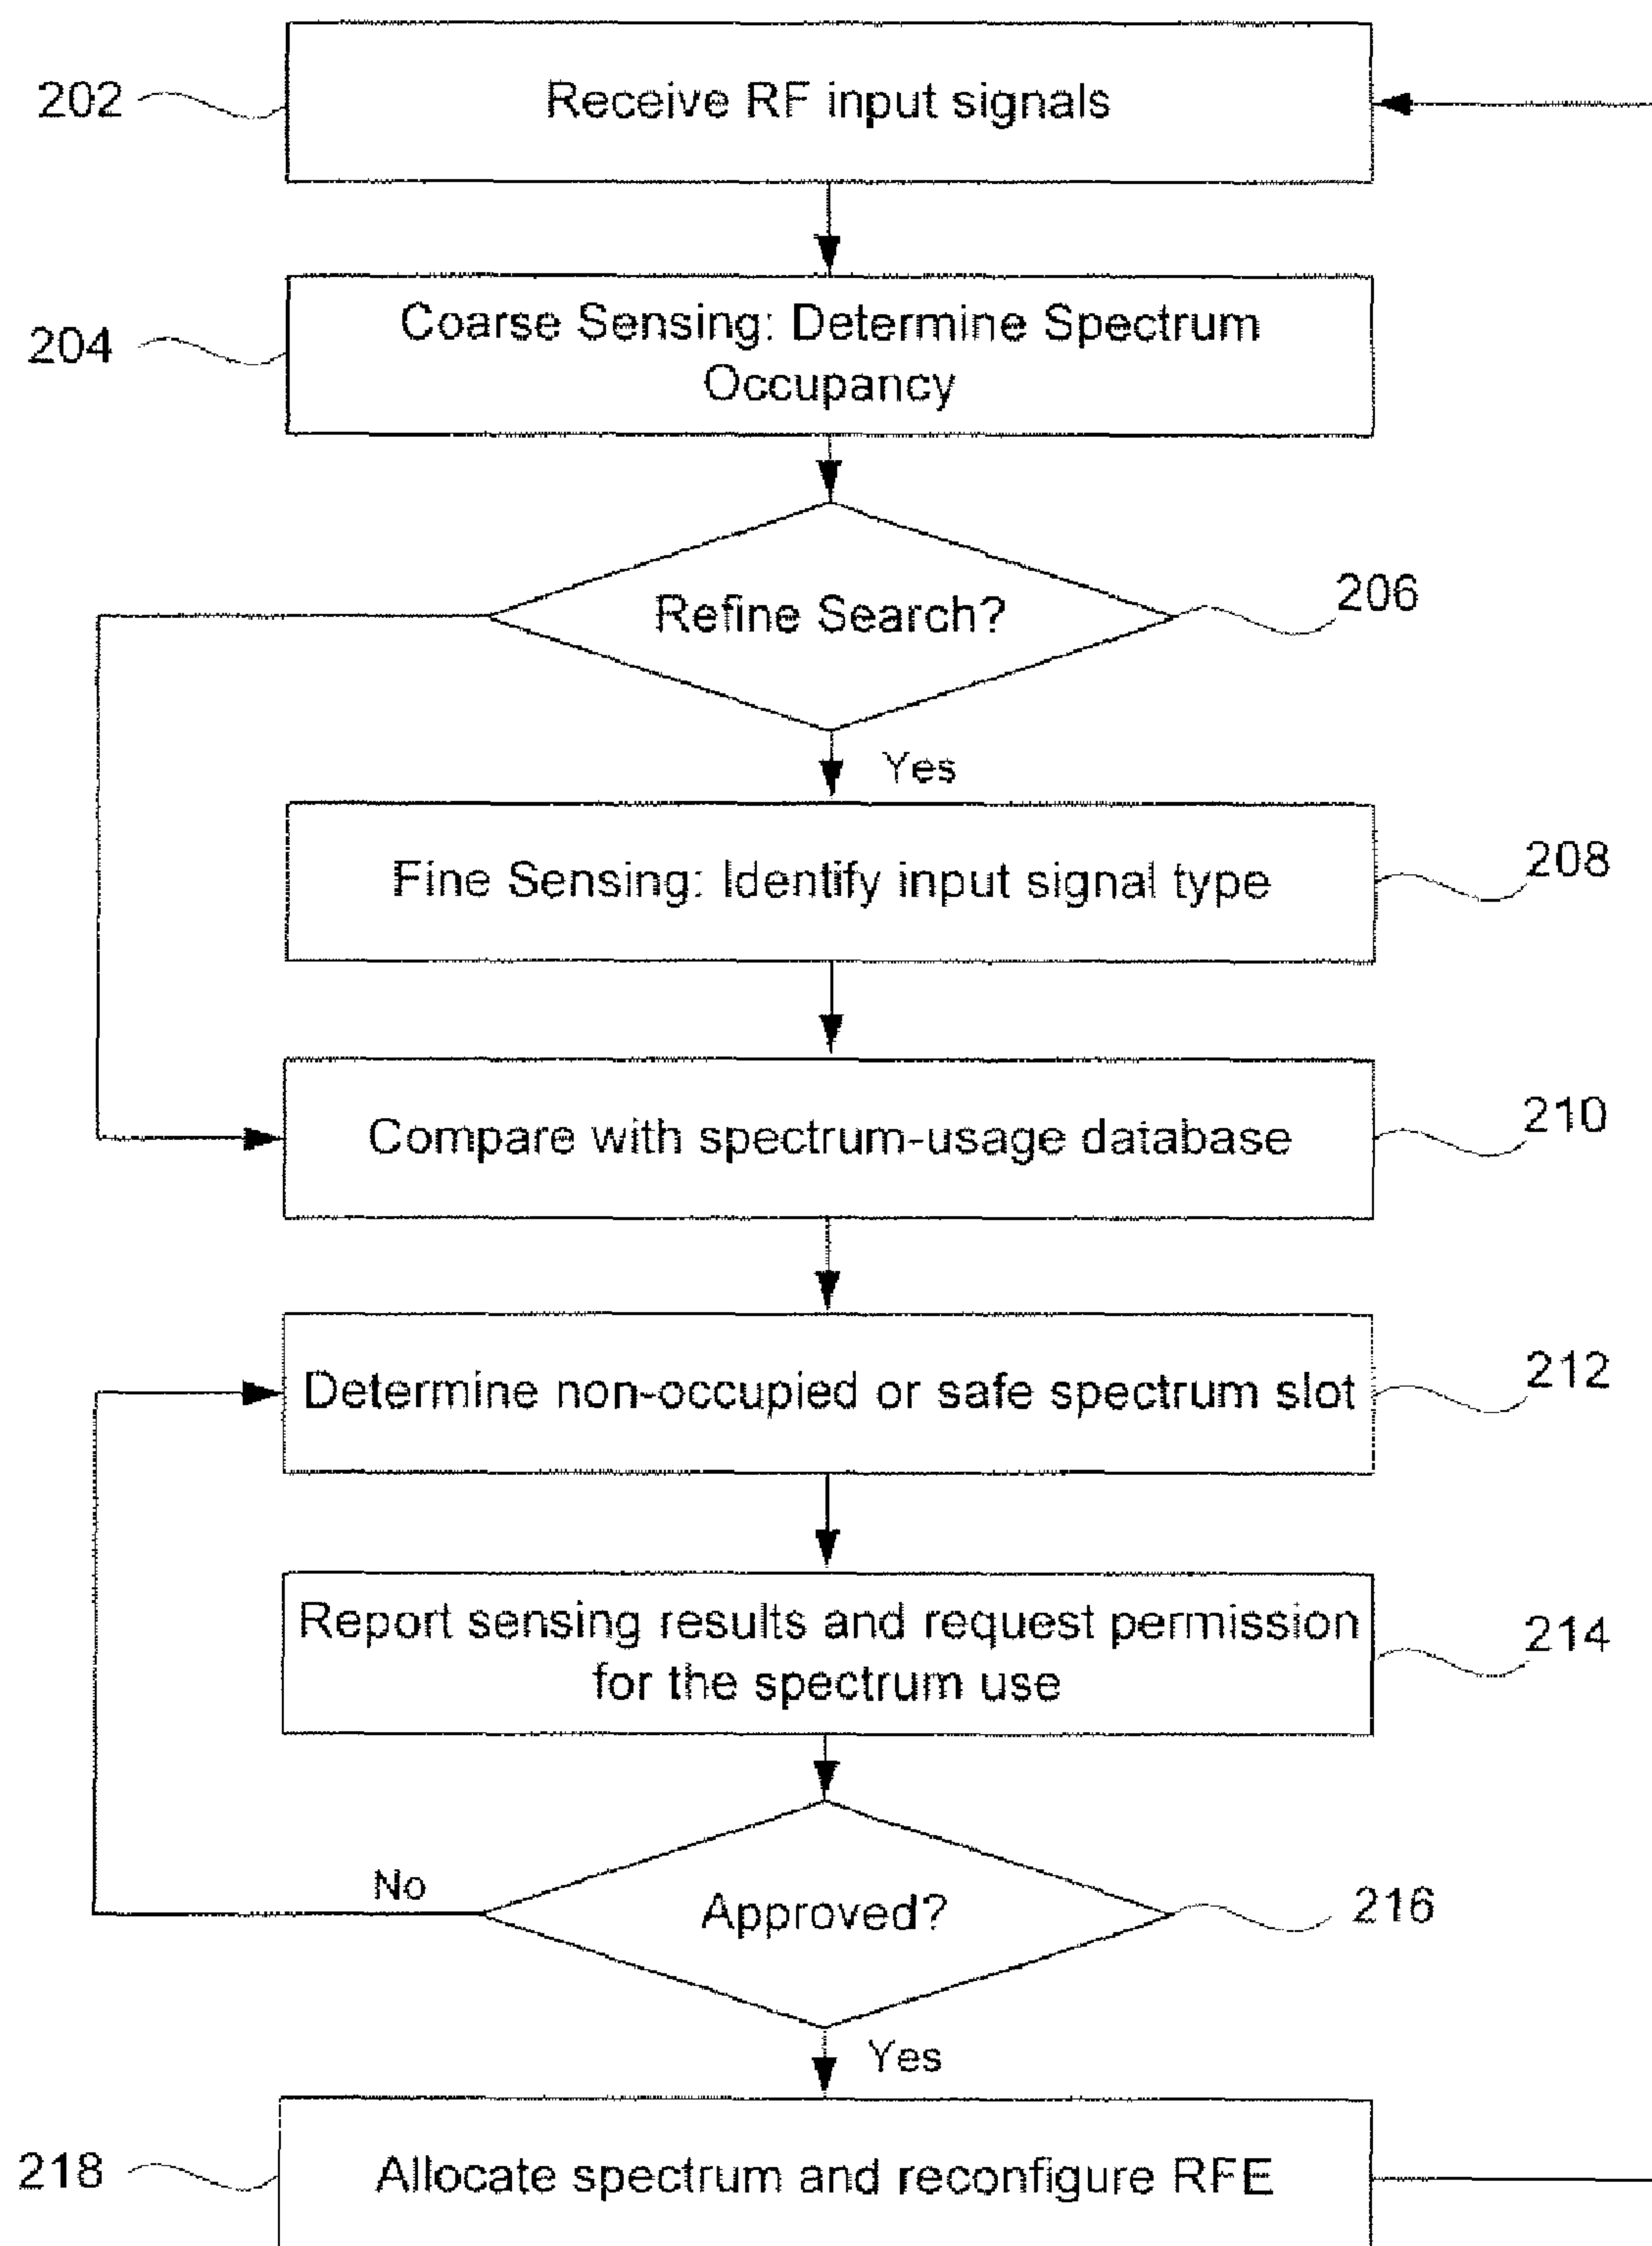 202
Receive RF input signals
204
Coarse Sensing: Determine Spectrum
Occupancy
Refine Search?
206
Yes
Fine Sensing: Identify input signal type
208
Compare with spectrum-usage database
210
Determine non-occupied or safe spectrum slot
212
Report sensing results and request permission
for the spectrum use
214
No
Approved?
216
Yes
218
Allocate spectrum and reconfigure RFE